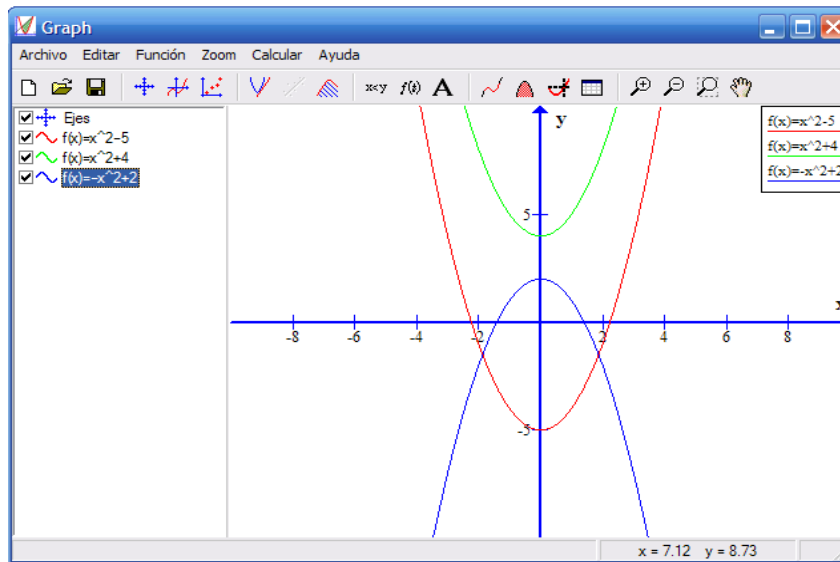 Graph
Archivo Editar Función Zoom Calcular Ayuda
x<y f(t) A
Ejes
f(x)=x^2-5
f(x)=x^2+4
f(x)=-x^2+2
y
x
5
-5
-8 -6 -4 -2 2 4 6 8
f(x)=x^2-5
f(x)=x^2+4
f(x)=-x^2+2
x = 7.12 y = 8.73